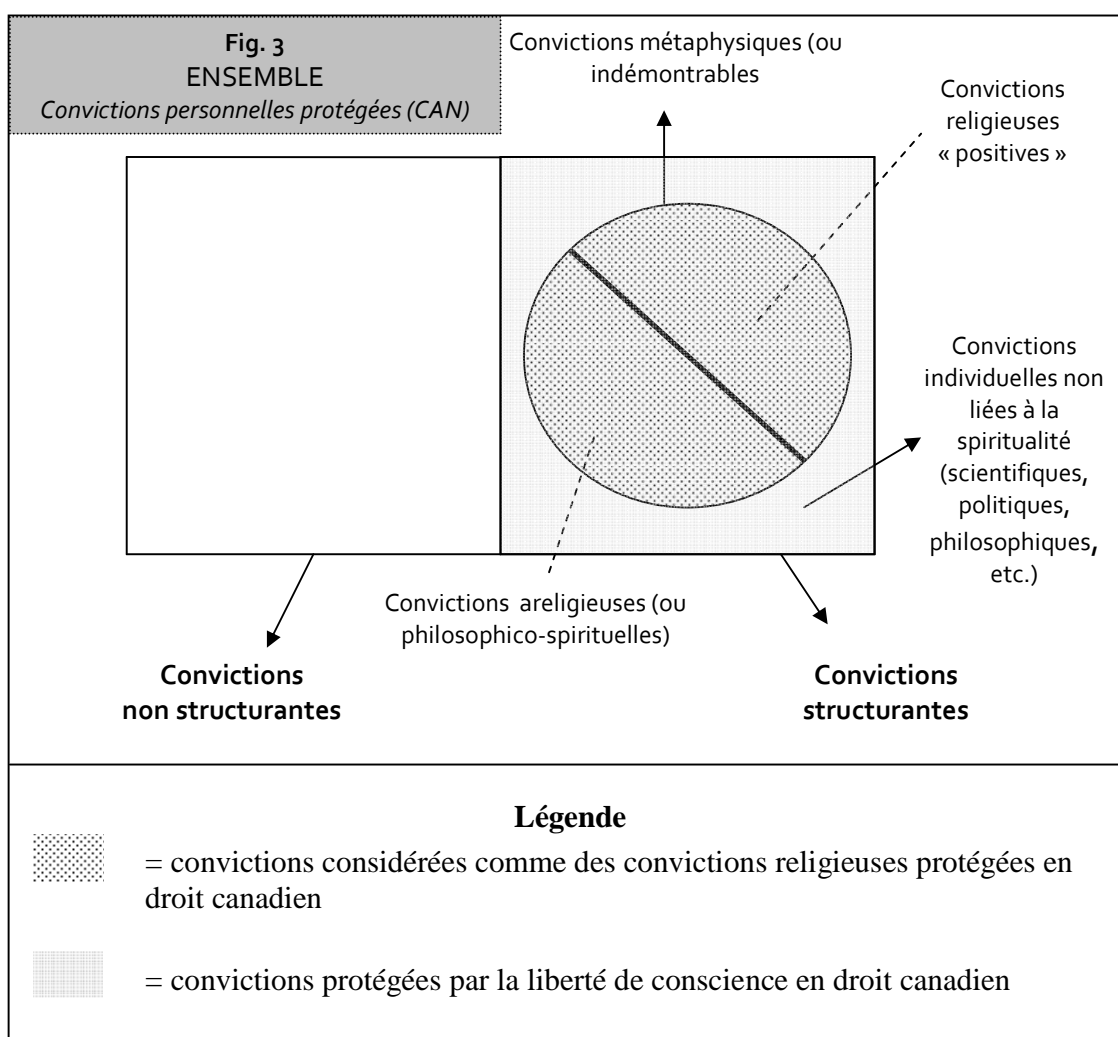 Fig. 3
ENSEMBLE
Convictions personnelles protégées (CAN)
Convictions métaphysiques (ou
indémontrables
Convictions
religieuses
« positives »
Convictions
individuelles non
liées à la
spiritualité
(scientifiques,
politiques,
philosophiques,
etc.)
Convictions areligieuses (ou
philosophico-spirituelles)
Convictions
non structurantes
Convictions
structurantes
Légende
= convictions considérées comme des convictions religieuses protégées en
droit canadien
= convictions protégées par la liberté de conscience en droit canadien